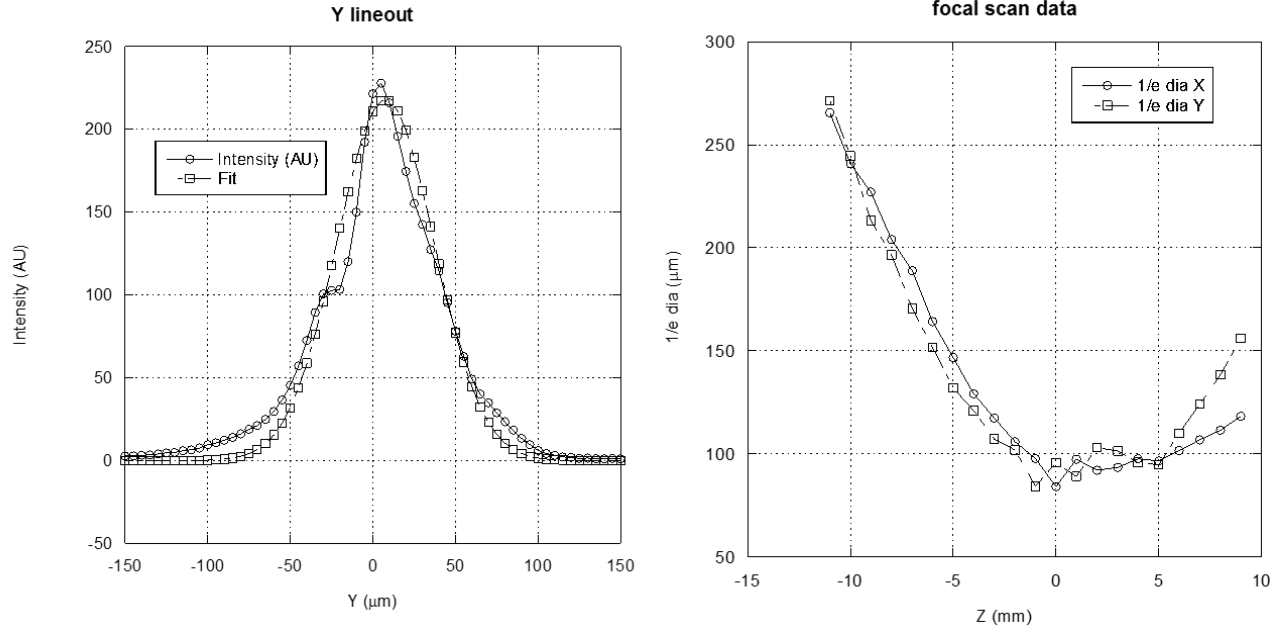 Y lineout
250
200
150
100
50
0
-50
Intensity (AU)
Intensity (AU)
Fit
-150
-100
-50
0
50
100
150
Y (μm)
focal scan data
300
250
200
150
100
50
1/e dia (μm)
1/e dia X
1/e dia Y
-15
-10
-5
0
5
10
Z (mm)